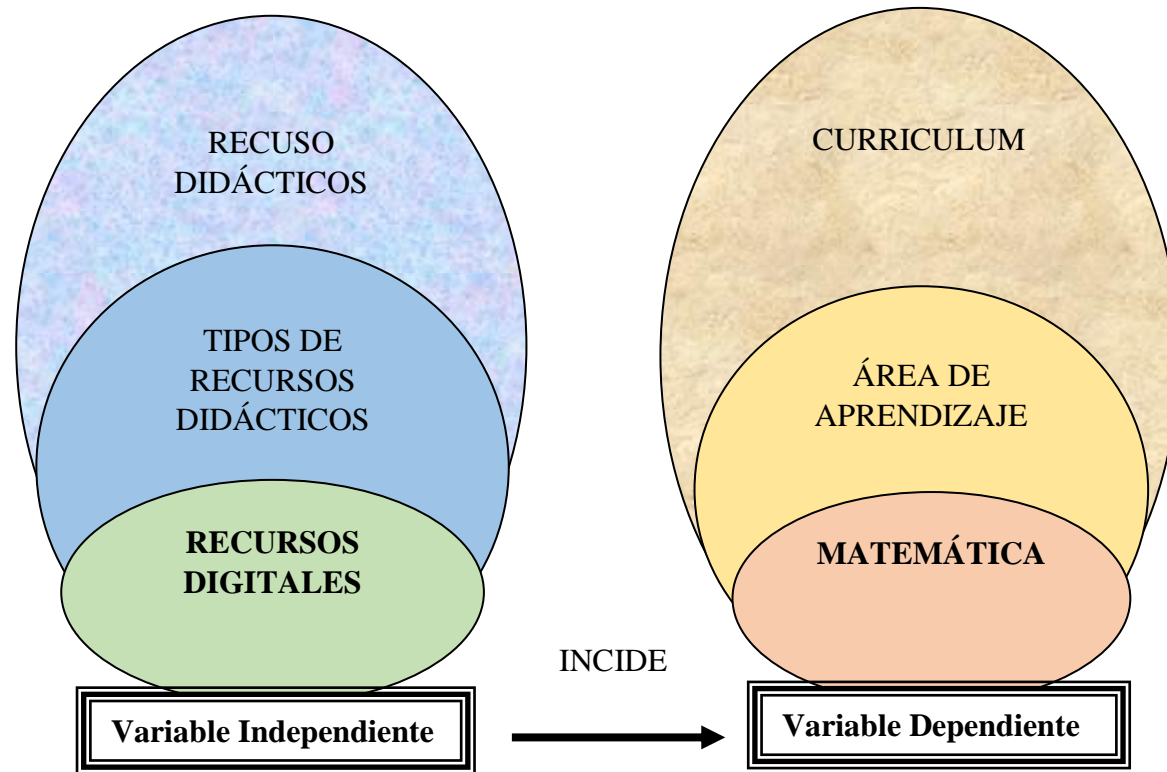 RECUSO
DIDÁCTICOS
TIPOS DE
RECURSOS
DIDÁCTICOS
RECURSOS
DIGITALES
Variable Independiente
INCIDE
CURRICULUM
ÁREA DE
APRENDIZAJE
MATEMÁTICA
Variable Dependiente